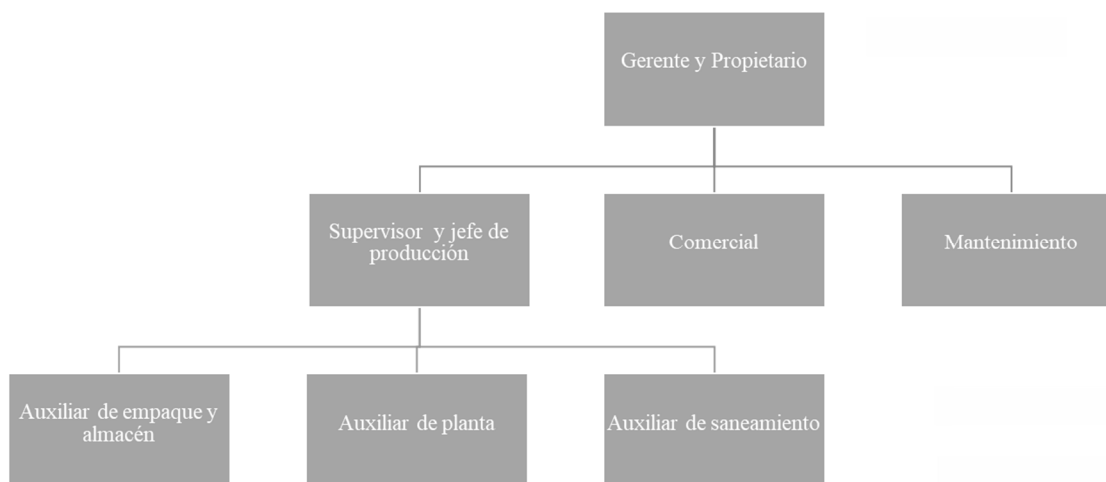 Gerente y Propietario
Supervisor y jefe de
producción
Comercial
Mantenimiento
Auxiliar de empaque y
almacén
Auxiliar de planta
Auxiliar de saneamiento